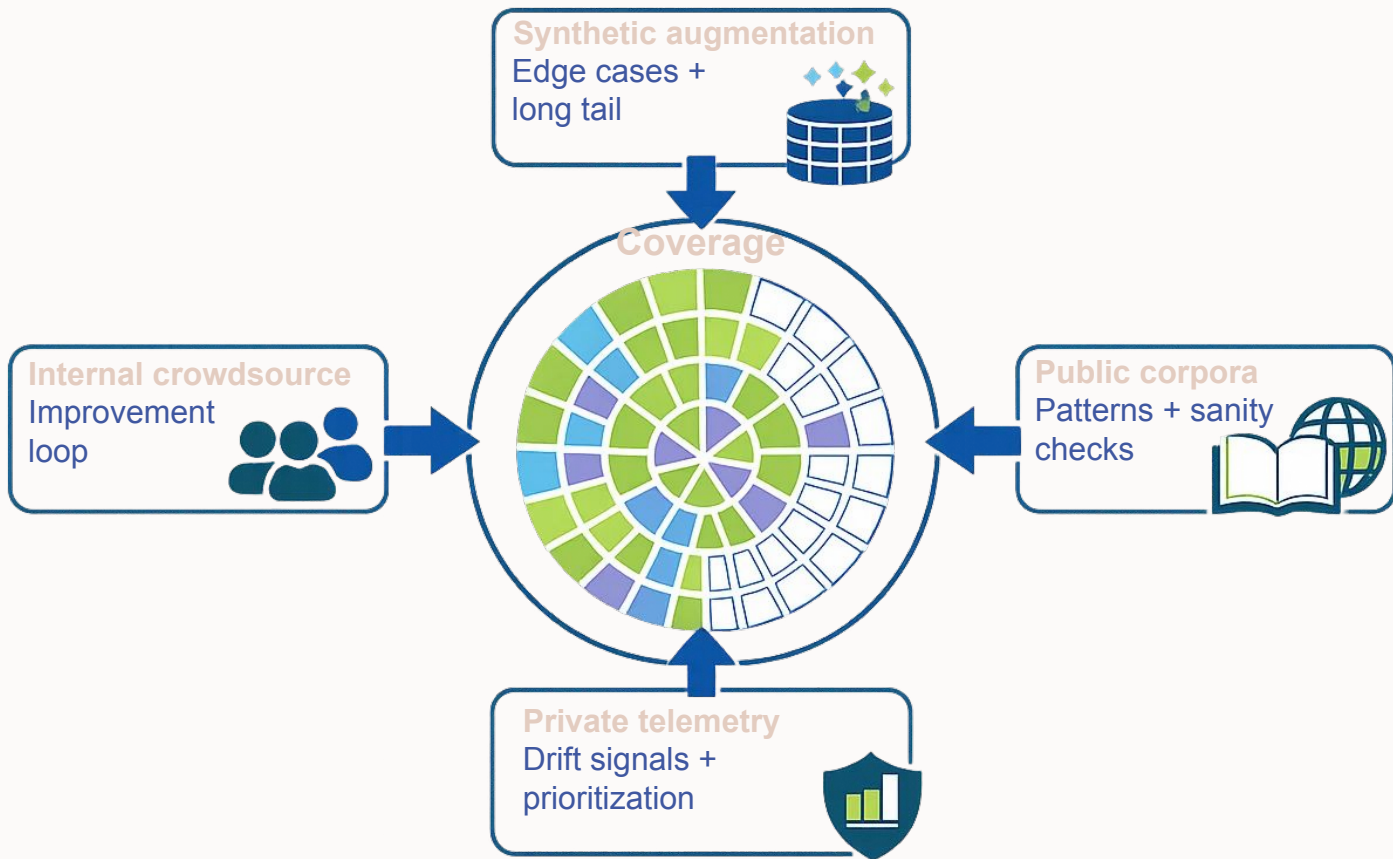 Synthetic augmentation
Edge cases +
long tail
Coverage
Internal crowdsource
Improvement
loop
Public corpora
Patterns + sanity
checks
Private telemetry
Drift signals +
prioritization